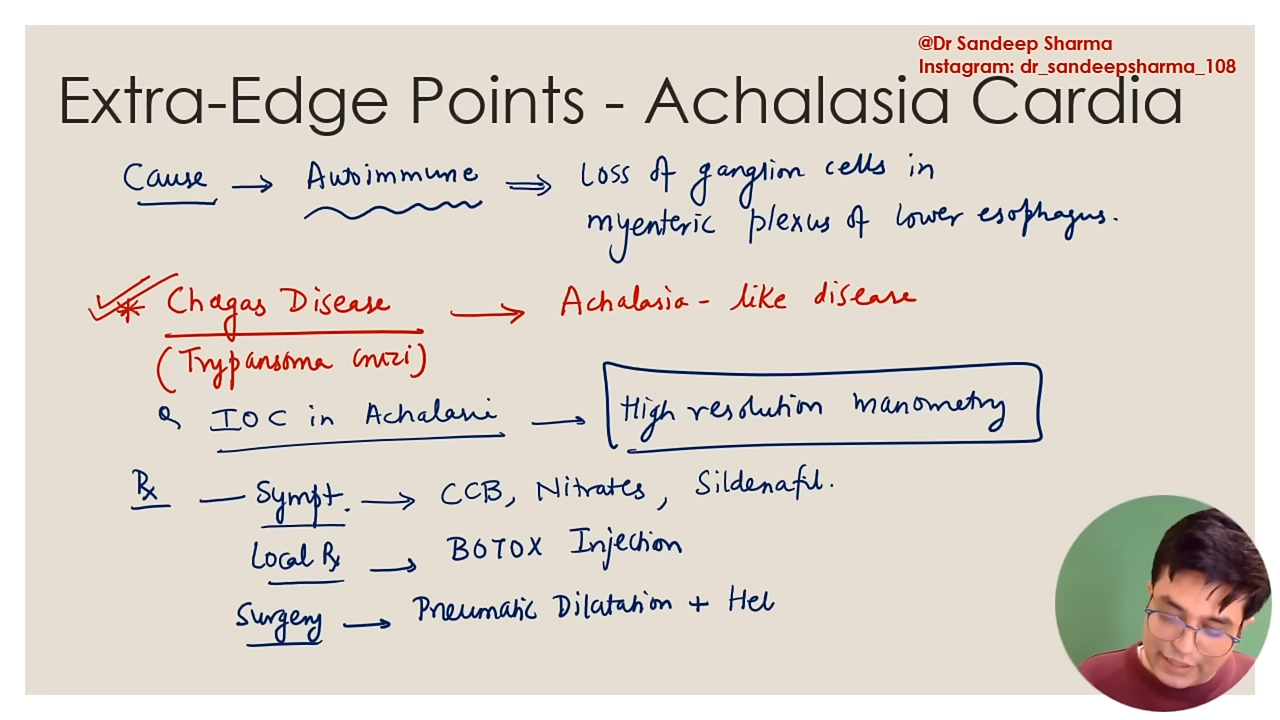 @Dr Sandeep Sharma
Instagram: dr_sandeepsharma_108
Extra-Edge Points - Achalasia Cardia
Cause → Autoimmune ⇒ Loss of ganglion cells in
myenteric plexus of lower esophagus.
* Chagas Disease → Achalasia - like disease
(Trypansoma cruzi)
Q IOC in Achalasi → High resolution manometry
Rx — Sympt. → CCB, Nitrates, Sildenafil.
Local Rx → BOTOX Injection
Surgery → Pneumatic Dilatation + Hel